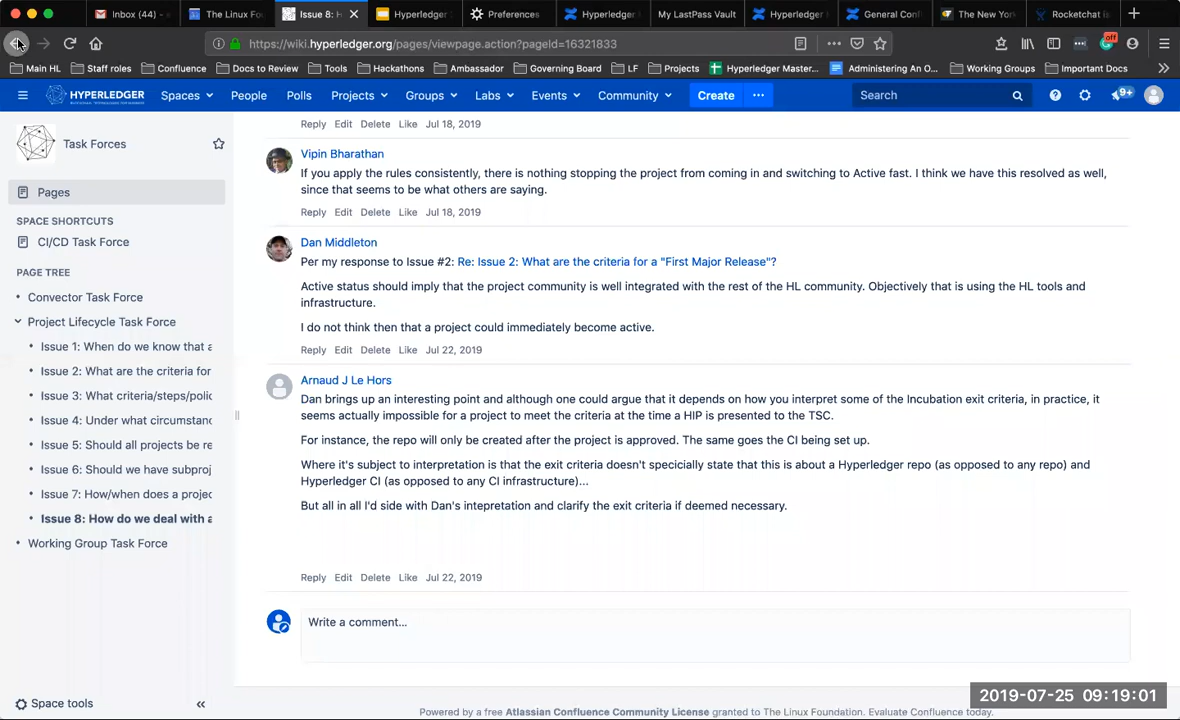 Inbox (44) –
The Linux Fou
Issue 8: H
Hyperledger
Preferences
Hyperledger
My LastPass Vault
Hyperledger
General Con
The New York
Rocketchat is
https://wiki.hyperledger.org/pages/viewpage.action?pageId=16321833
off
Main HL
Staff roles
Confluence
Docs to Review
Tools
Hackathons
Ambassador
Governing Board
LF
Projects
Hyperledger Master...
Administering An O...
Working Groups
Important Docs
HYPERLEDGER
Spaces
People
Polls
Projects
Groups
Labs
Events
Community
Create
Search
9+
Task Forces
Pages
SPACE SHORTCUTS
CI/CD Task Force
PAGE TREE
Convector Task Force
Project Lifecycle Task Force
Issue 1: When do we know that a
Issue 2: What are the criteria for
Issue 3: What criteria/steps/polic
Issue 4: Under what circumstanc
Issue 5: Should all projects be re
Issue 6: Should we have subproj
Issue 7: How/when does a projec
Issue 8: How do we deal with a
Working Group Task Force
Space tools
Reply Edit Delete Like Jul 18, 2019
Vipin Bharathan
If you apply the rules consistently, there is nothing stopping the project from coming in and switching to Active fast. I think we have this resolved as well,
since that seems to be what others are saying.
Reply Edit Delete Like Jul 18, 2019
Dan Middleton
Per my response to Issue #2: Re: Issue 2: What are the criteria for a "First Major Release"?
Active status should imply that the project community is well integrated with the rest of the HL community. Objectively that is using the HL tools and
infrastructure.
I do not think then that a project could immediately become active.
Reply Edit Delete Like Jul 22, 2019
Arnaud J Le Hors
Dan brings up an interesting point and although one could argue that it depends on how you interpret some of the Incubation exit criteria, in practice, it
seems actually impossible for a project to meet the criteria at the time a HIP is presented to the TSC.
For instance, the repo will only be created after the project is approved. The same goes the CI being set up.
Where it's subject to interpretation is that the exit criteria doesn't specicially state that this is about a Hyperledger repo (as opposed to any repo) and
Hyperledger CI (as opposed to any CI infrastructure)...
But all in all I'd side with Dan's intepretation and clarify the exit criteria if deemed necessary.
Reply Edit Delete Like Jul 22, 2019
Write a comment...
2019-07-25 09:19:01
Powered by a free Atlassian Confluence Community License granted to The Linux Foundation. Evaluate Confluence today.